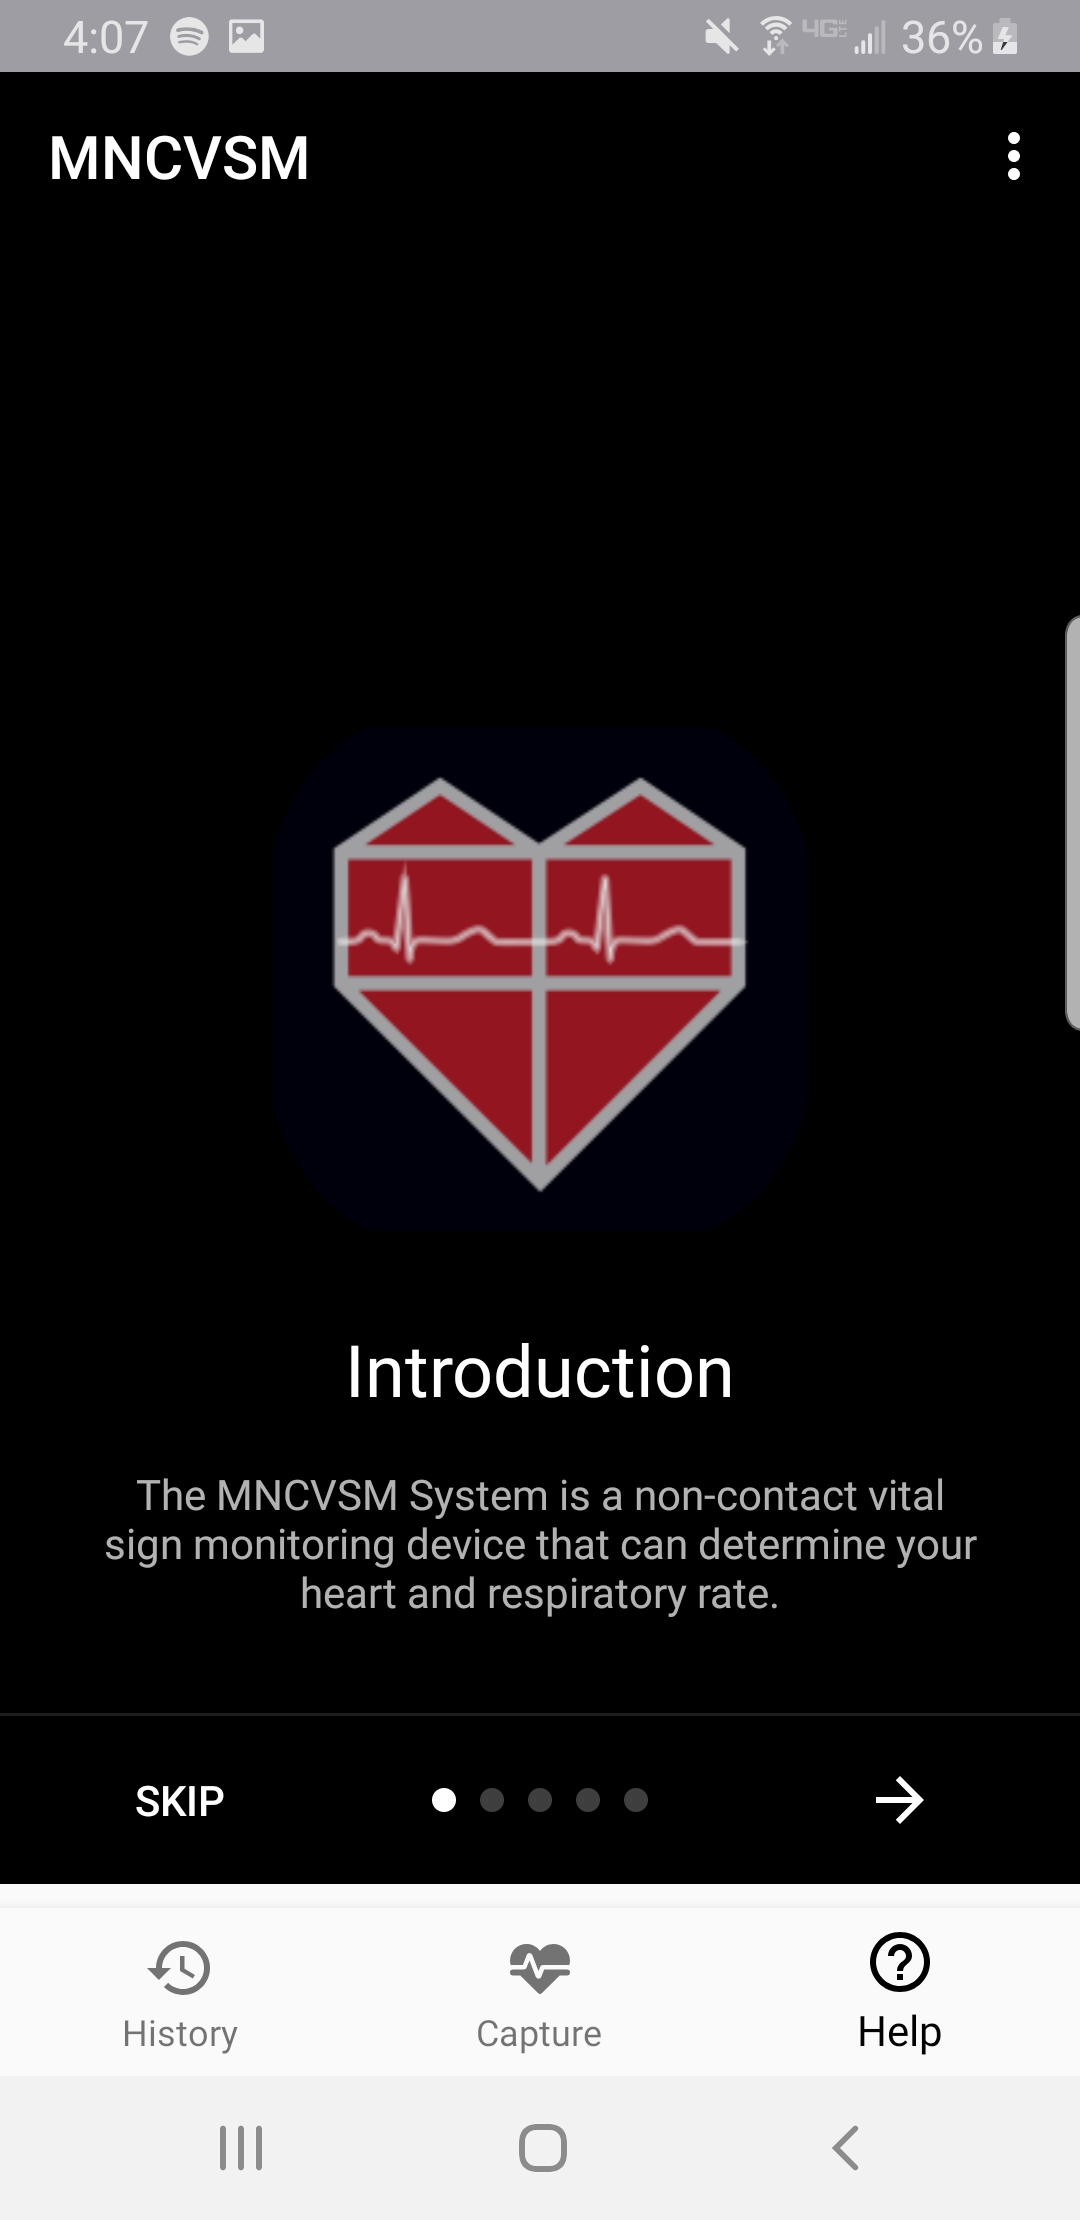 4:07
4G LTE 36%
MNCVSM
Introduction
The MNCVSM System is a non-contact vital
sign monitoring device that can determine your
heart and respiratory rate.
SKIP
History Capture Help